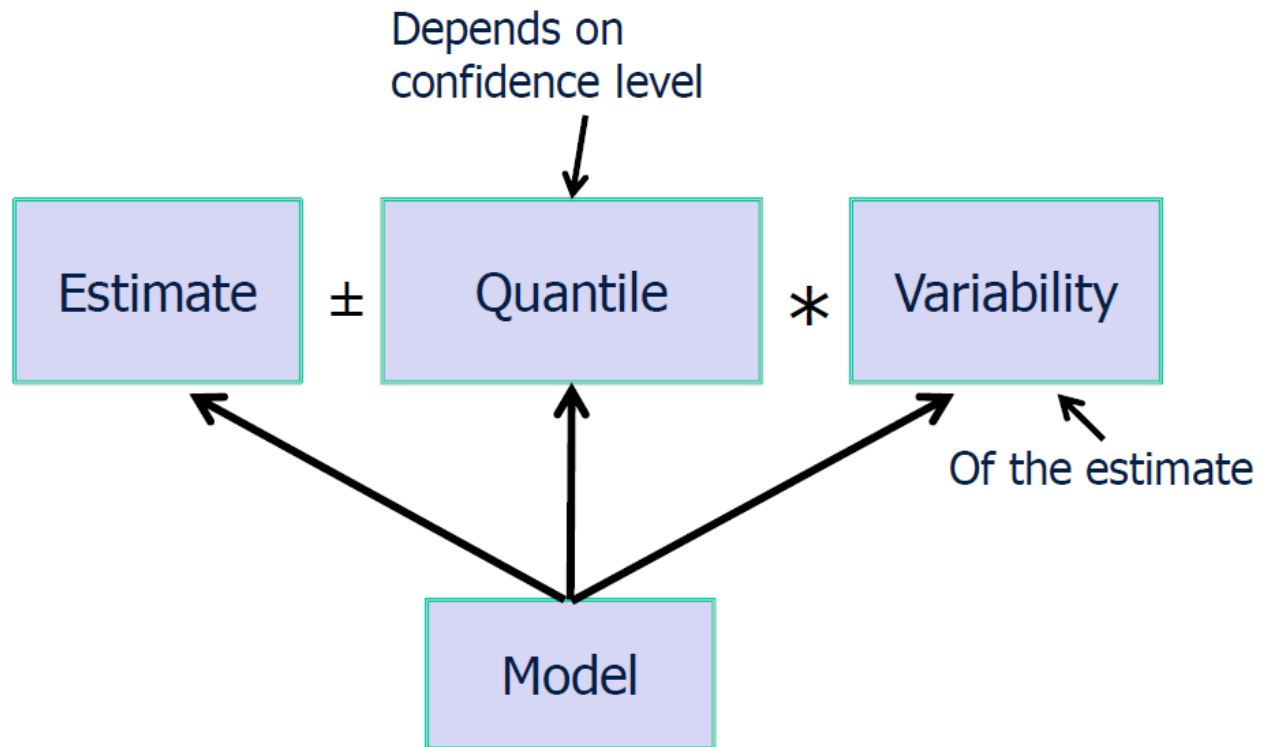 Depends on
confidence level
Estimate ± Quantile * Variability
Of the estimate
Model